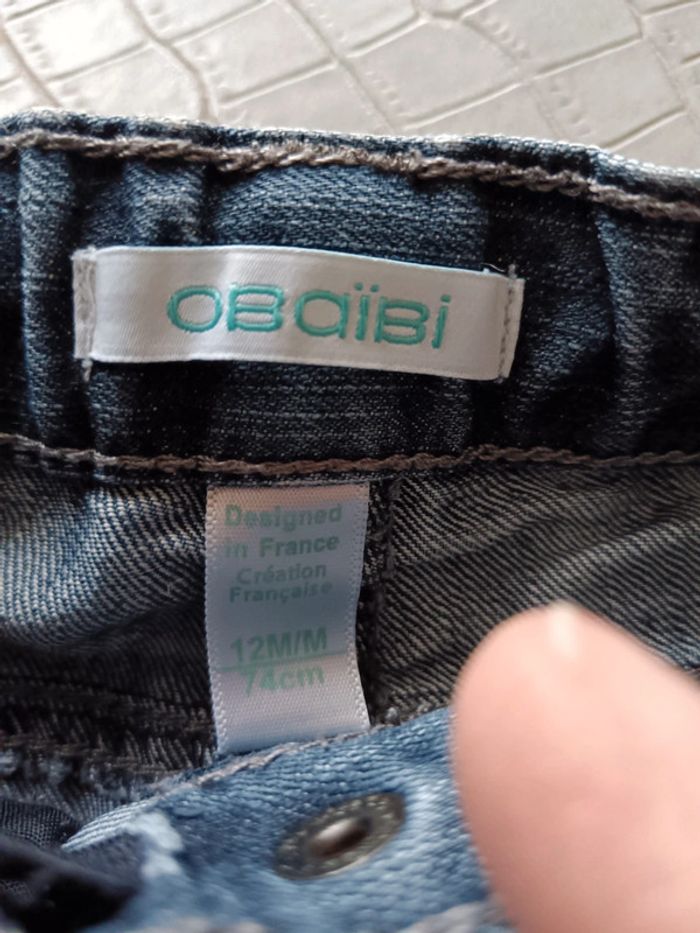 OBaïBi
Designed
in France
Création
Française
12M/M
74cm